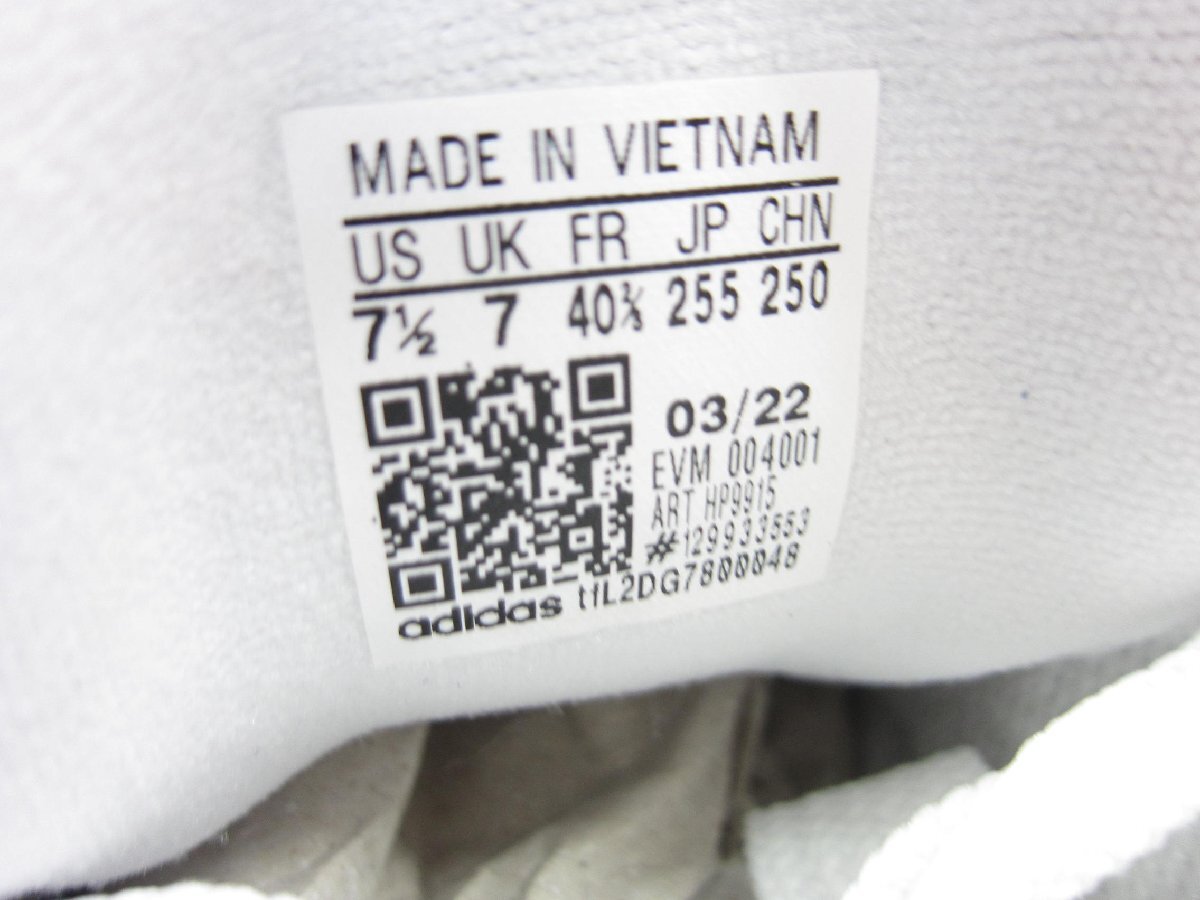 MADE IN VIETNAM
US UK FR JP CHN
7½ 7 40⅔ 255 250
03/22
EVM 004001
ART HP9915
#129933553
adidas tfL2DG7800048